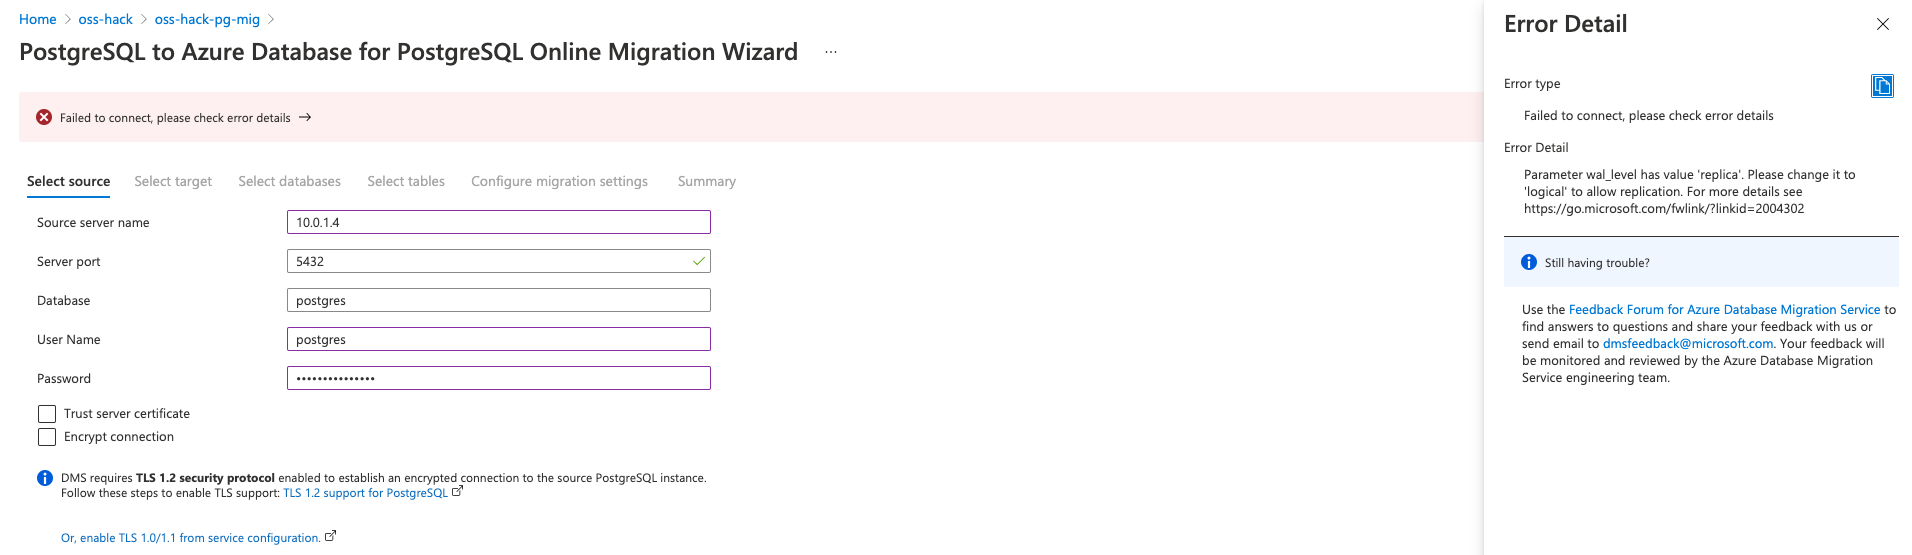 Home > oss-hack > oss-hack-pg-mig >
PostgreSQL to Azure Database for PostgreSQL Online Migration Wizard ...
Failed to connect, please check error details →
Select source Select target Select databases Select tables Configure migration settings Summary
Source server name 10.0.1.4
Server port 5432
Database postgres
User Name postgres
Password •••••••••••••••
Trust server certificate
Encrypt connection
DMS requires TLS 1.2 security protocol enabled to establish an encrypted connection to the source PostgreSQL instance.
Follow these steps to enable TLS support: TLS 1.2 support for PostgreSQL
Or, enable TLS 1.0/1.1 from service configuration.
Error Detail
Error type
Failed to connect, please check error details
Error Detail
Parameter wal_level has value 'replica'. Please change it to
'logical' to allow replication. For more details see
https://go.microsoft.com/fwlink/?linkid=2004302
Still having trouble?
Use the Feedback Forum for Azure Database Migration Service to
find answers to questions and share your feedback with us or
send email to dmsfeedback@microsoft.com. Your feedback will
be monitored and reviewed by the Azure Database Migration
Service engineering team.